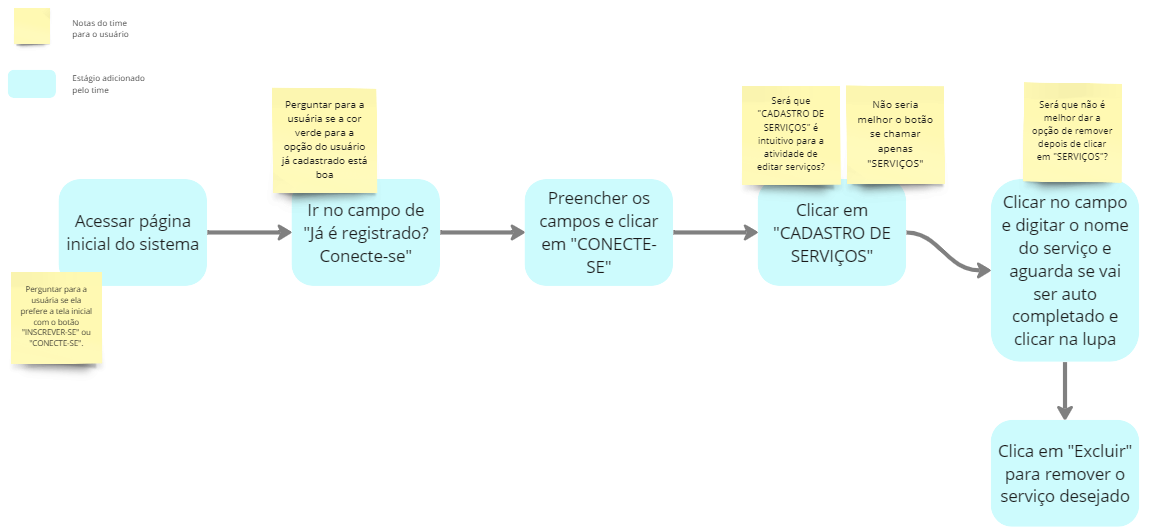 Notas do time
para o usuário
Estágio adicionado
pelo time
Perguntar para a
usuária se a cor
verde para a
opção do usuário
já cadastrado está
boa
Será que
"CADASTRO DE
SERVIÇOS" é
intuitivo para a
atividade de
editar serviços?
Não seria
melhor o botão
se chamar
apenas
"SERVIÇOS"
Será que não é
melhor dar a
opção de remover
depois de clicar
em "SERVIÇOS"?
Acessar página
inicial do sistema
Ir no campo de
"Já é registrado?
Conecte-se"
Preencher os
campos e clicar
em "CONECTE-
SE"
Clicar em
"CADASTRO DE
SERVIÇOS"
Clicar no campo
e digitar o nome
do serviço e
aguarda se vai
ser auto
completado e
clicar na lupa
Perguntar para a
usuária se ela
prefere a tela inicial
com o botão
"INSCREVER-SE" ou
"CONECTE-SE".
Clica em "Excluir"
para remover o
serviço desejado